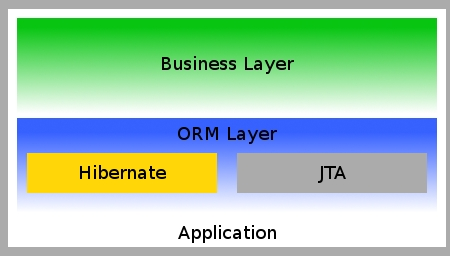 Business Layer
ORM Layer
Hibernate
JTA
Application